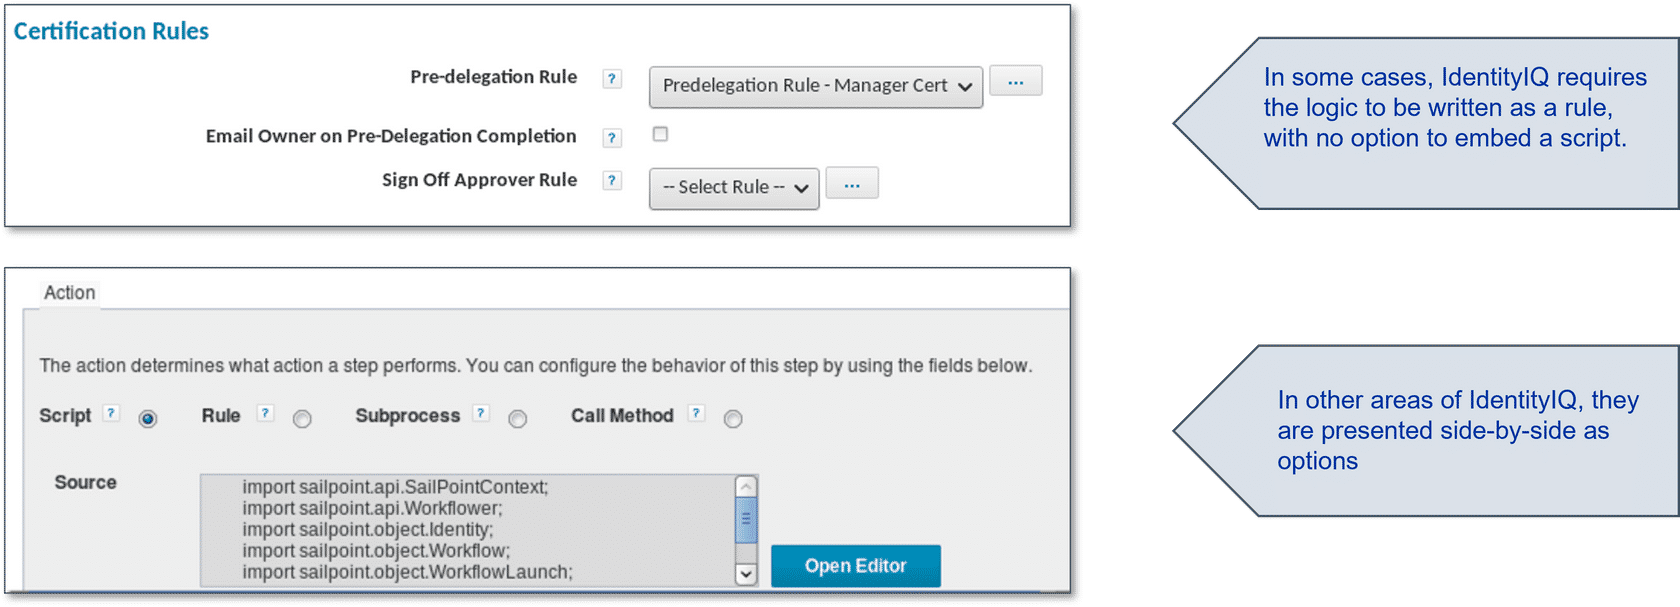 Certification Rules
Pre-delegation Rule ? Predelegation Rule - Manager Cert ...
Email Owner on Pre-Delegation Completion ?
Sign Off Approver Rule ? -- Select Rule -- ...
In some cases, IdentityIQ requires
the logic to be written as a rule,
with no option to embed a script.
Action
The action determines what action a step performs. You can configure the behavior of this step by using the fields below.
Script ? Rule ? Subprocess ? Call Method ?
Source
import sailpoint.api.SailPointContext;
import sailpoint.api.Workflower;
import sailpoint.object.Identity;
import sailpoint.object.Workflow;
import sailpoint.object.WorkflowLaunch;
Open Editor
In other areas of IdentityIQ, they
are presented side-by-side as
options